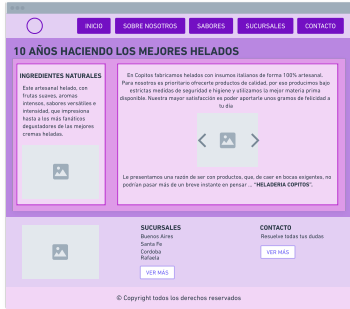 INICIO
SOBRE NOSOTROS
SABORES
SUCURSALES
CONTACTO
10 AÑOS HACIENDO LOS MEJORES HELADOS
INGREDIENTES NATURALES
Este artesanal helado, con
frutas suaves, aromas
intensos, sabores versátiles e
intensidad, que impresiona
hasta a los más fanáticos
degustadores de las mejores
cremas heladas.
En Copitos fabricamos helados con insumos italianos de forma 100% artesanal.
Para nosotros es prioritario ofrecerte productos de calidad, por eso producimos bajo
estrictas medidas de seguridad e higiene y utilizamos la mejor materia prima
disponible. Nuestra mayor satisfacción es poder aportarle unos gramos de felicidad a
tu día
Le presentamos una razón de ser con productos, que, de caer en bocas exigentes, no
podrían pasar más de un breve instante en pensar ... "HELADERIA COPITOS".
SUCURSALES
Buenos Aires
Santa Fe
Cordoba
Rafaela
VER MÁS
CONTACTO
Resuelve todas tus dudas
VER MÁS
© Copyright todos los derechos reservados